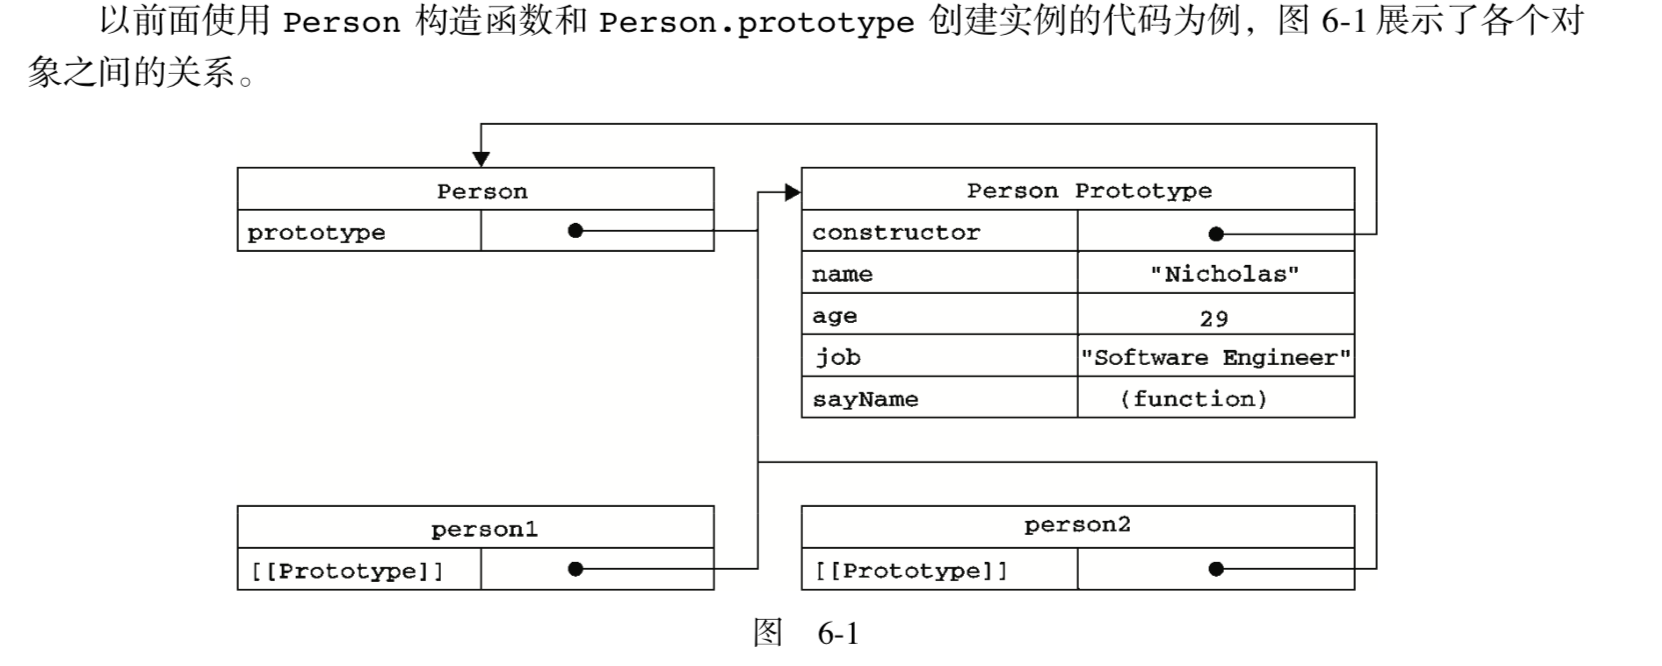 以前面使用 Person 构造函数和 Person.prototype 创建实例的代码为例，图 6-1 展示了各个对
象之间的关系。
Person
prototype
Person Prototype
constructor
name "Nicholas"
age 29
job "Software Engineer"
sayName (function)
person1
[[Prototype]]
person2
[[Prototype]]
图 6-1